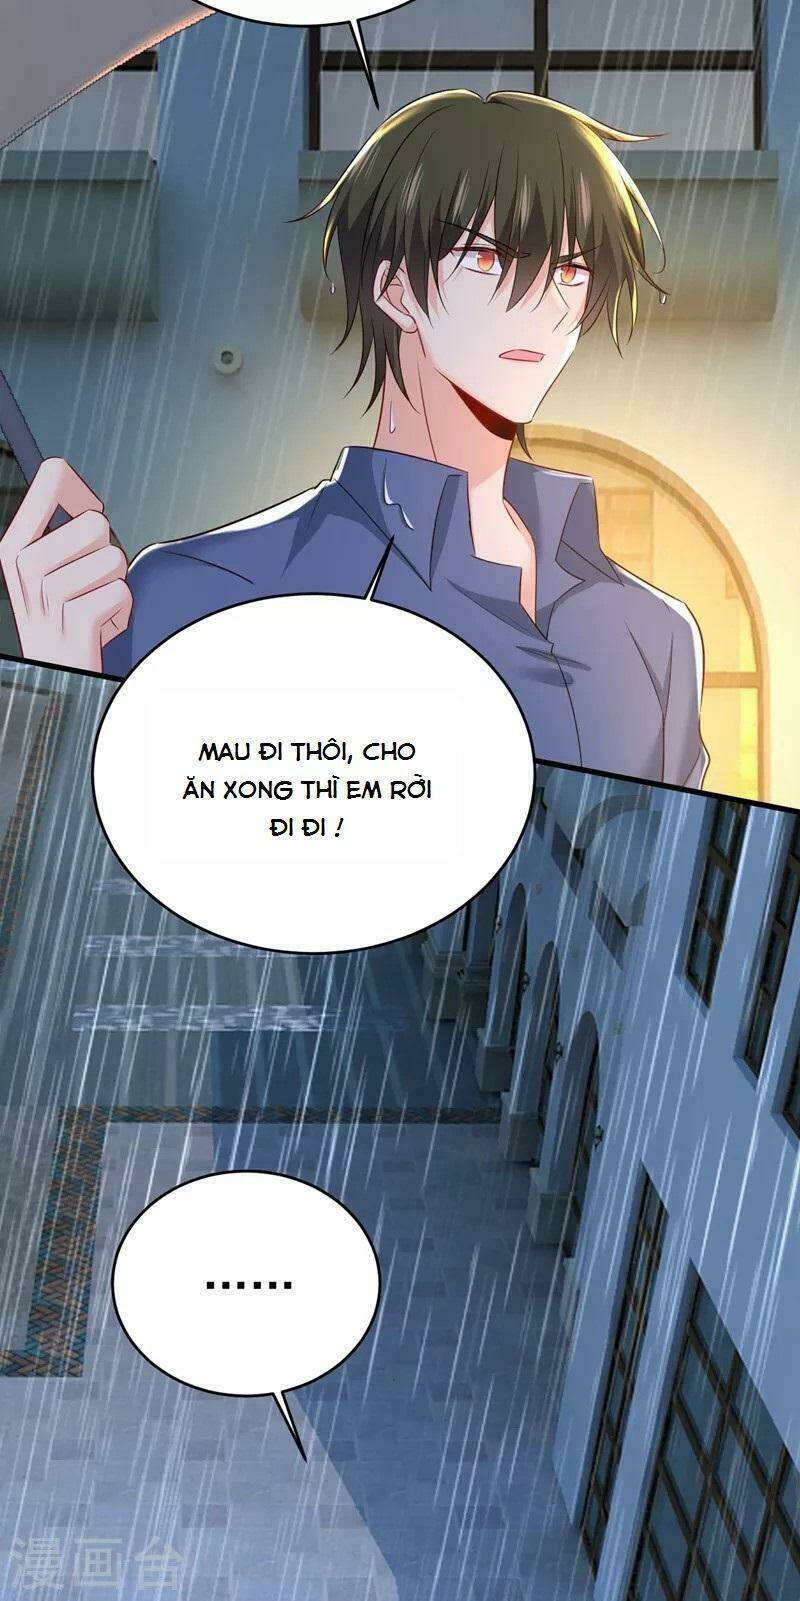 MAU ĐI THÔI, CHO
ĂN XONG THÌ EM RỜI
ĐI ĐI !
......
漫画台